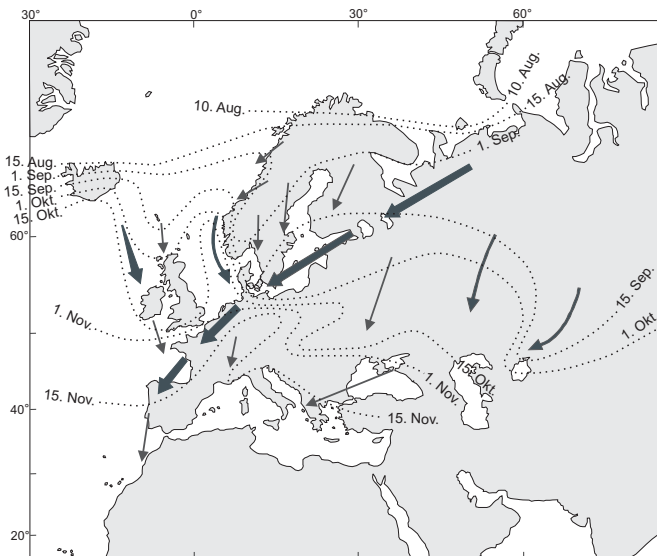 30°
0°
30°
60°
10. Aug.
10. Aug.
15. Aug.
1. Sep.
15. Aug.
1. Sep.
15. Sep.
1. Okt.
15. Okt.
60°
1. Nov.
15. Sep.
1. Okt.
15. Okt.
1. Nov.
15. Nov.
15. Nov.
40°
20°